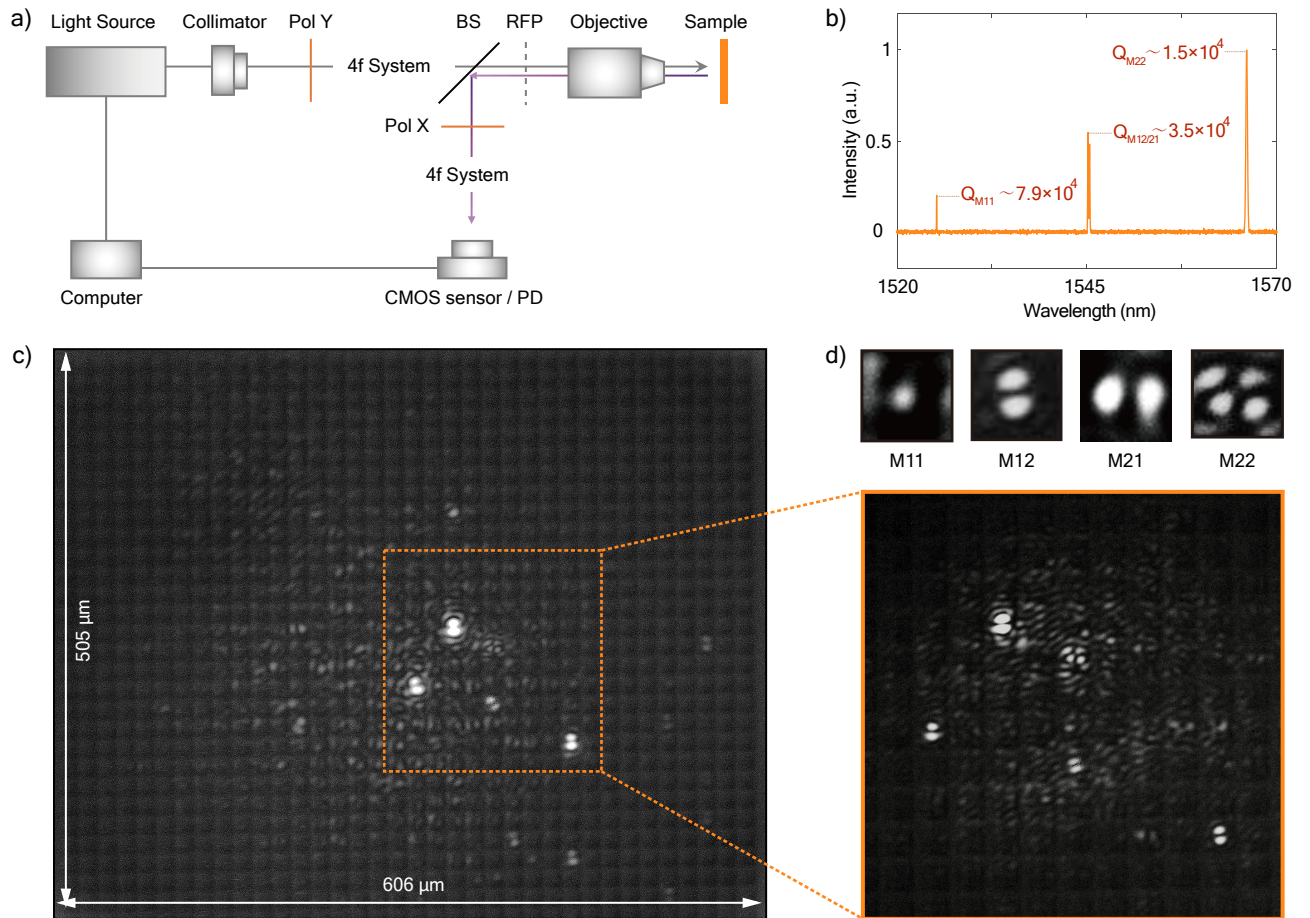 a)
Light Source
Collimator
Pol Y
BS
RFP
Objective
Sample
4f System
Pol X
4f System
Computer
CMOS sensor / PD
b)
Intensity (a.u.)
1
0.5
0
Q_M22 ~ 1.5×10^4
Q_M12/21 ~ 3.5×10^4
Q_M11 ~ 7.9×10^4
1520
1545
1570
Wavelength (nm)
c)
505 µm
606 µm
d)
M11
M12
M21
M22